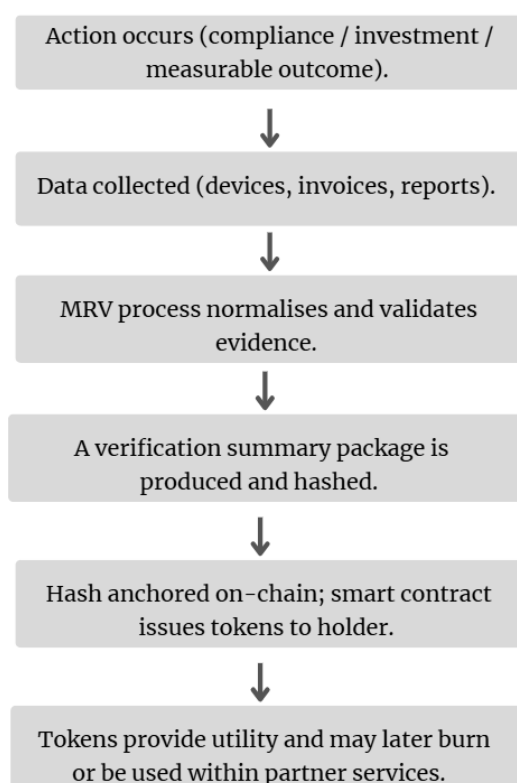 Action occurs (compliance / investment /
measurable outcome).
Data collected (devices, invoices, reports).
MRV process normalises and validates
evidence.
A verification summary package is
produced and hashed.
Hash anchored on-chain; smart contract
issues tokens to holder.
Tokens provide utility and may later burn
or be used within partner services.